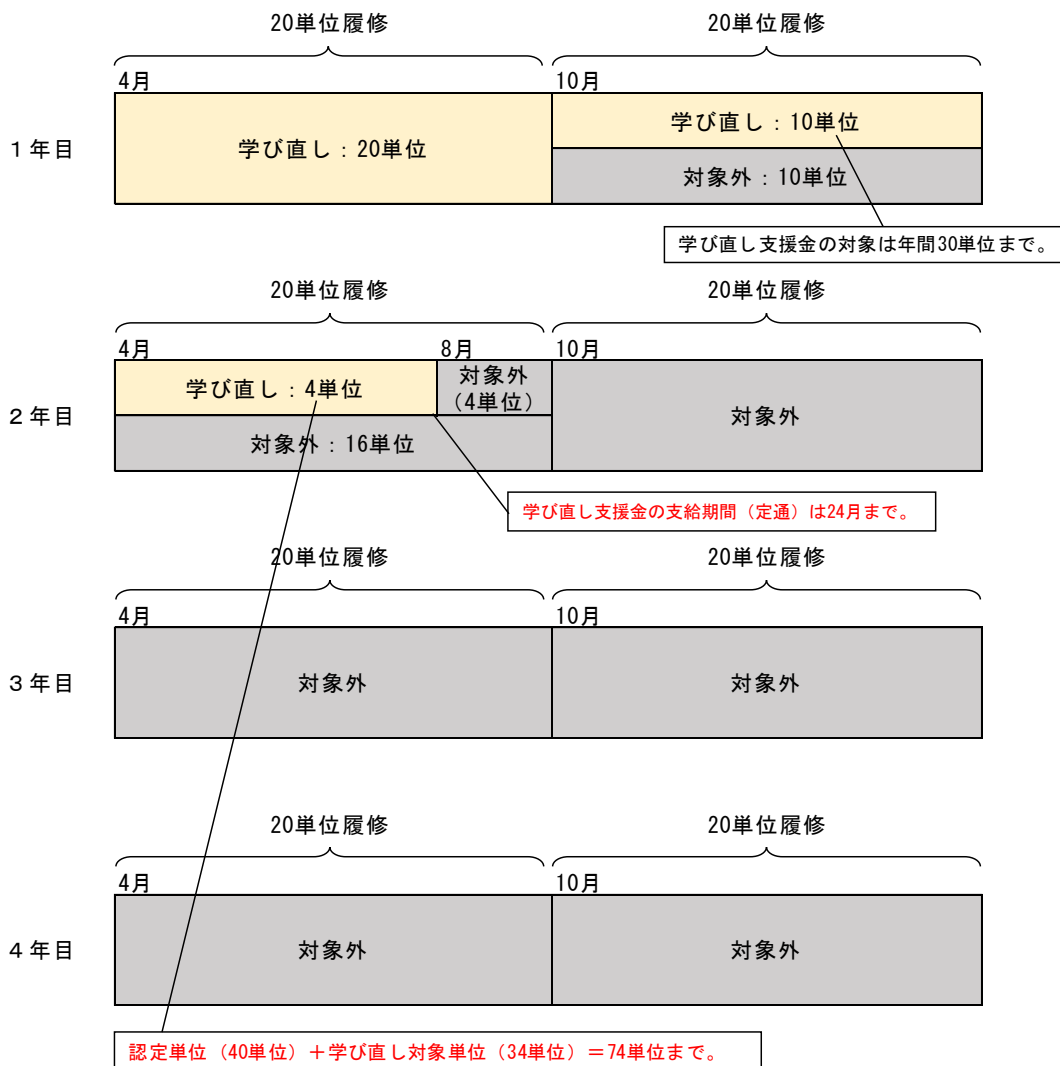 20単位履修
20単位履修
4月
10月
1年目
学び直し：20単位
学び直し：10単位
対象外：10単位
学び直し支援金の対象は年間30単位まで。
20単位履修
20単位履修
4月
8月
10月
2年目
学び直し：4単位
対象外
（4単位）
対象外：16単位
対象外
学び直し支援金の支給期間（定通）は24月まで。
20単位履修
20単位履修
4月
10月
3年目
対象外
対象外
20単位履修
20単位履修
4月
10月
4年目
対象外
対象外
認定単位（40単位）＋学び直し対象単位（34単位）＝74単位まで。